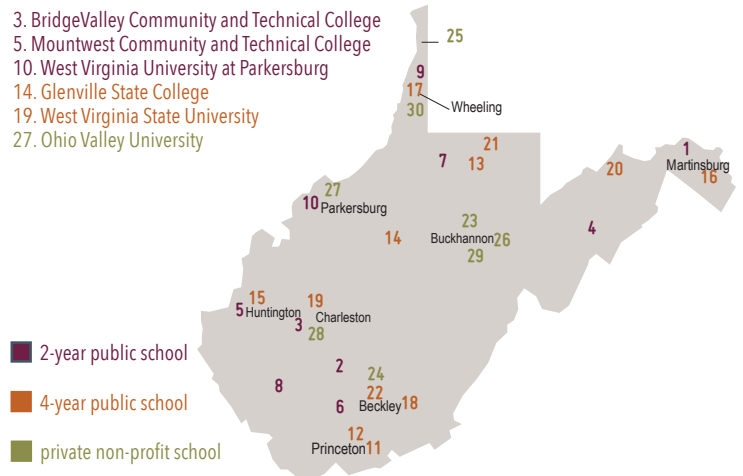 3. BridgeValley Community and Technical College
5. Mountwest Community and Technical College
10. West Virginia University at Parkersburg
14. Glenville State College
19. West Virginia State University
27. Ohio Valley University
25
9
17
Wheeling
30
21
7
13
1
Martinsburg
20
16
27
10 Parkersburg
23
4
14
Buckhannon 26
29
15
19
5 Huntington
Charleston
3
28
2-year public school
2
24
8
22
4-year public school
6
Beckley 18
12
Princeton 11
private non-profit school